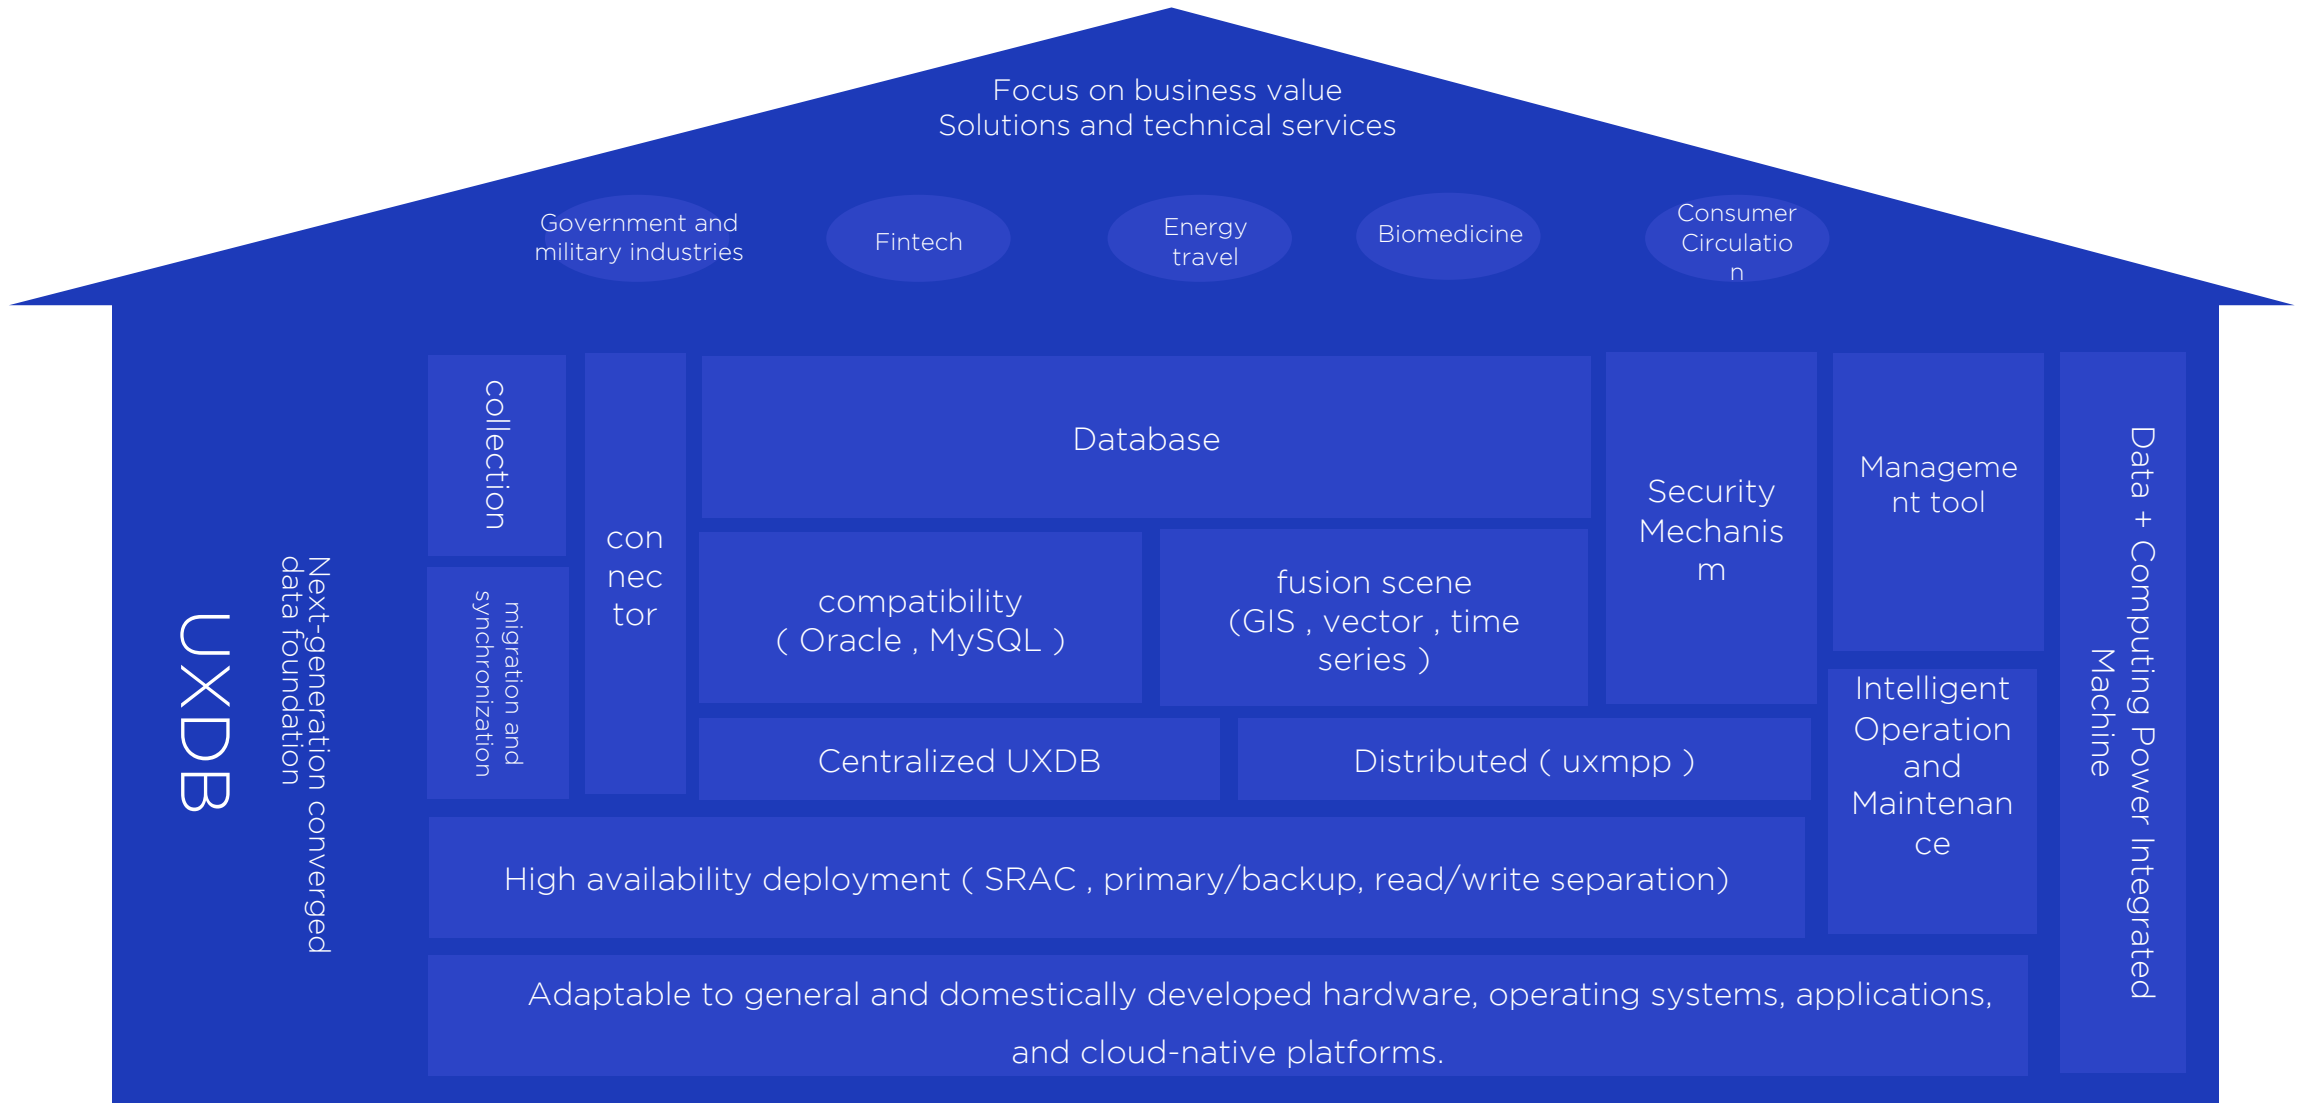 Focus on business value
Solutions and technical services
Government and
military industries
Fintech
Energy
travel
Biomedicine
Consumer
Circulatio
n
UXDB
Next-generation converged
data foundation
collection
migration and
synchronization
con
nec
tor
Database
compatibility
( Oracle , MySQL )
fusion scene
(GIS , vector , time
series )
Centralized UXDB
Distributed ( uxmpp )
Security
Mechanis
m
Manageme
nt tool
Intelligent
Operation
and
Maintenan
ce
Data + Computing Power Integrated
Machine
High availability deployment ( SRAC , primary/backup, read/write separation)
Adaptable to general and domestically developed hardware, operating systems, applications,
and cloud-native platforms.